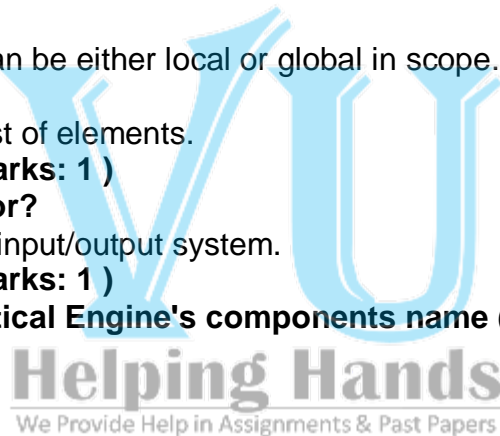 an be either local or global in scope.
st of elements.
arks: 1 )
or?
input/output system.
arks: 1 )
tical Engine's components name (
VU
Helping Hands
We Provide Help in Assignments & Past Papers